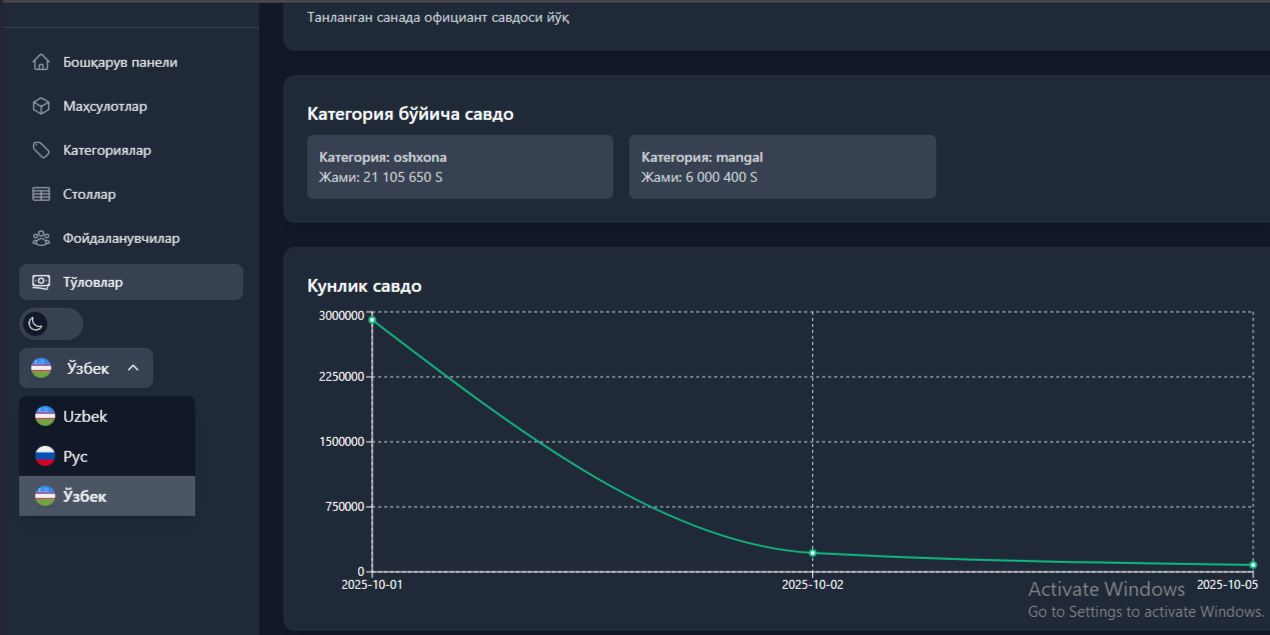 Танланган санада официант савдоси йўқ
Бошқарув панели
Маҳсулотлар
Категориялар
Столлар
Фойдаланувчилар
Тўловлар
Ўзбек
Uzbek
Рус
Ўзбек
Категория бўйича савдо
Категория: oshxona
Жами: 21 105 650 S
Категория: mangal
Жами: 6 000 400 S
Кунлик савдо
3000000
2250000
1500000
750000
0
2025-10-01
2025-10-02
2025-10-05
Activate Windows
Go to Settings to activate Windows.